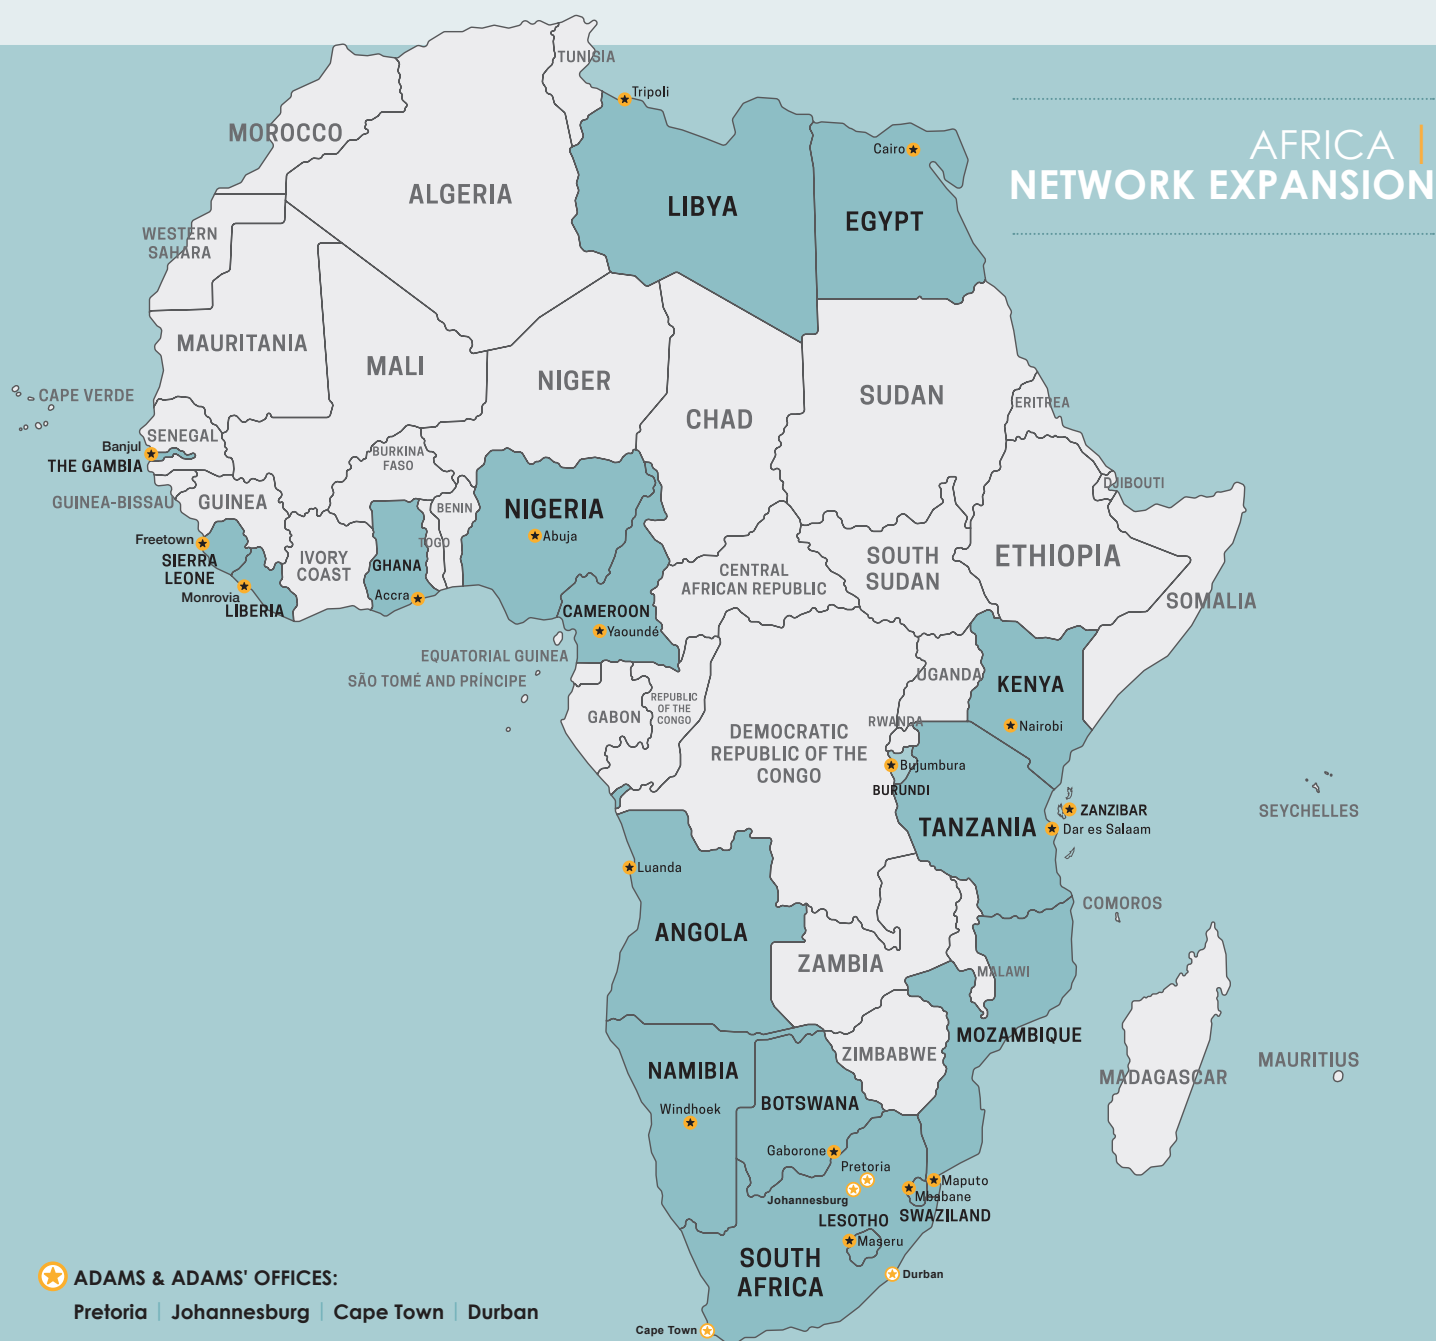 TUNISIA
Tripoli
MOROCCO
Cairo
AFRICA
NETWORK EXPANSION
ALGERIA
LIBYA
EGYPT
WESTERN
SAHARA
MAURITANIA
MALI
NIGER
CHAD
SUDAN
ERITREA
CAPE VERDE
SENEGAL
Banjul
THE GAMBIA
BURKINA
FASO
GUINEA-BISSAU
GUINEA
BENIN
NIGERIA
Abuja
DJIBOUTI
Freetown
SIERRA
LEONE
Monrovia
LIBERIA
IVORY
COAST
GHANA
TOGO
Accra
CAMEROON
Yaoundé
CENTRAL
AFRICAN REPUBLIC
SOUTH
SUDAN
ETHIOPIA
SOMALIA
EQUATORIAL GUINEA
SÃO TOMÉ AND PRÍNCIPE
GABON
REPUBLIC
OF THE
CONGO
UGANDA
KENYA
Nairobi
RWANDA
DEMOCRATIC
REPUBLIC OF THE
CONGO
Bujumbura
BURUNDI
TANZANIA
ZANZIBAR
Dar es Salaam
SEYCHELLES
Luanda
ANGOLA
COMOROS
ZAMBIA
MALAWI
MOZAMBIQUE
ZIMBABWE
MADAGASCAR
MAURITIUS
NAMIBIA
Windhoek
BOTSWANA
Gaborone
Pretoria
Johannesburg
Maputo
Mbabane
SWAZILAND
LESOTHO
Maseru
SOUTH
AFRICA
Durban
Cape Town
ADAMS & ADAMS' OFFICES:
Pretoria | Johannesburg | Cape Town | Durban